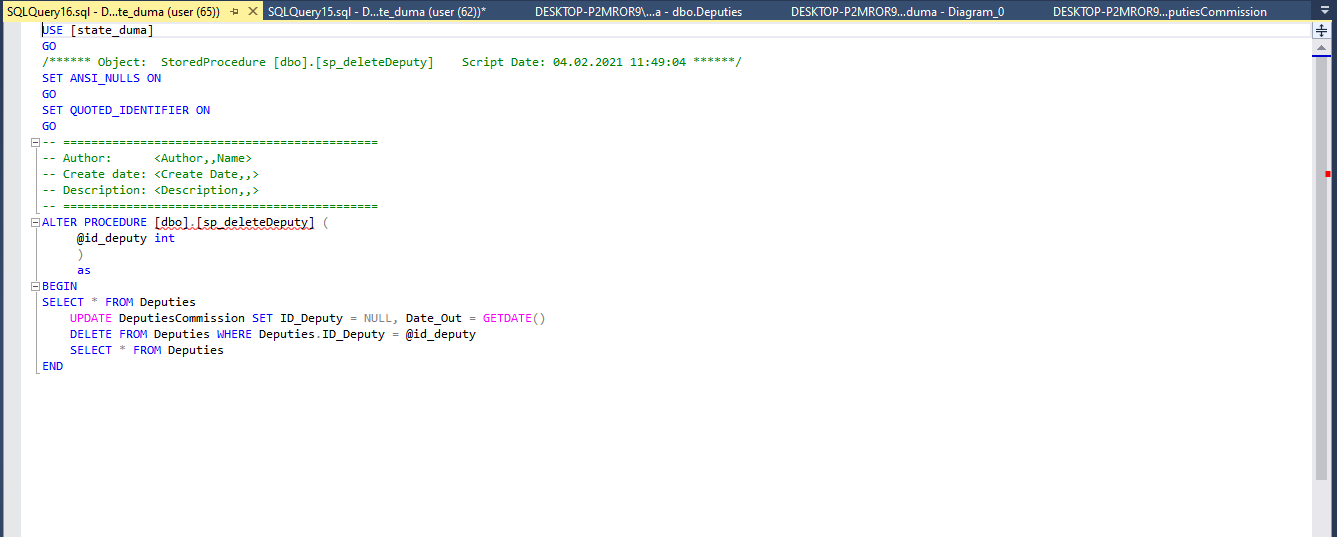 SQLQuery16.sql - D...te_duma (user (65)) SQLQuery15.sql - D...te_duma (user (62))* DESKTOP-P2MROR9\...a - dbo.Deputies DESKTOP-P2MROR9...duma - Diagram_0 DESKTOP-P2MROR9...putiesCommission
USE [state_duma]
GO
/****** Object:  StoredProcedure [dbo].[sp_deleteDeputy]    Script Date: 04.02.2021 11:49:04 ******/
SET ANSI_NULLS ON
GO
SET QUOTED_IDENTIFIER ON
GO
-- =============================================
-- Author:      <Author,,Name>
-- Create date: <Create Date,,>
-- Description: <Description,,>
-- =============================================
ALTER PROCEDURE [dbo].[sp_deleteDeputy] (
     @id_deputy int
     )
     as
BEGIN
SELECT * FROM Deputies
    UPDATE DeputiesCommission SET ID_Deputy = NULL, Date_Out = GETDATE()
    DELETE FROM Deputies WHERE Deputies.ID_Deputy = @id_deputy
    SELECT * FROM Deputies
END